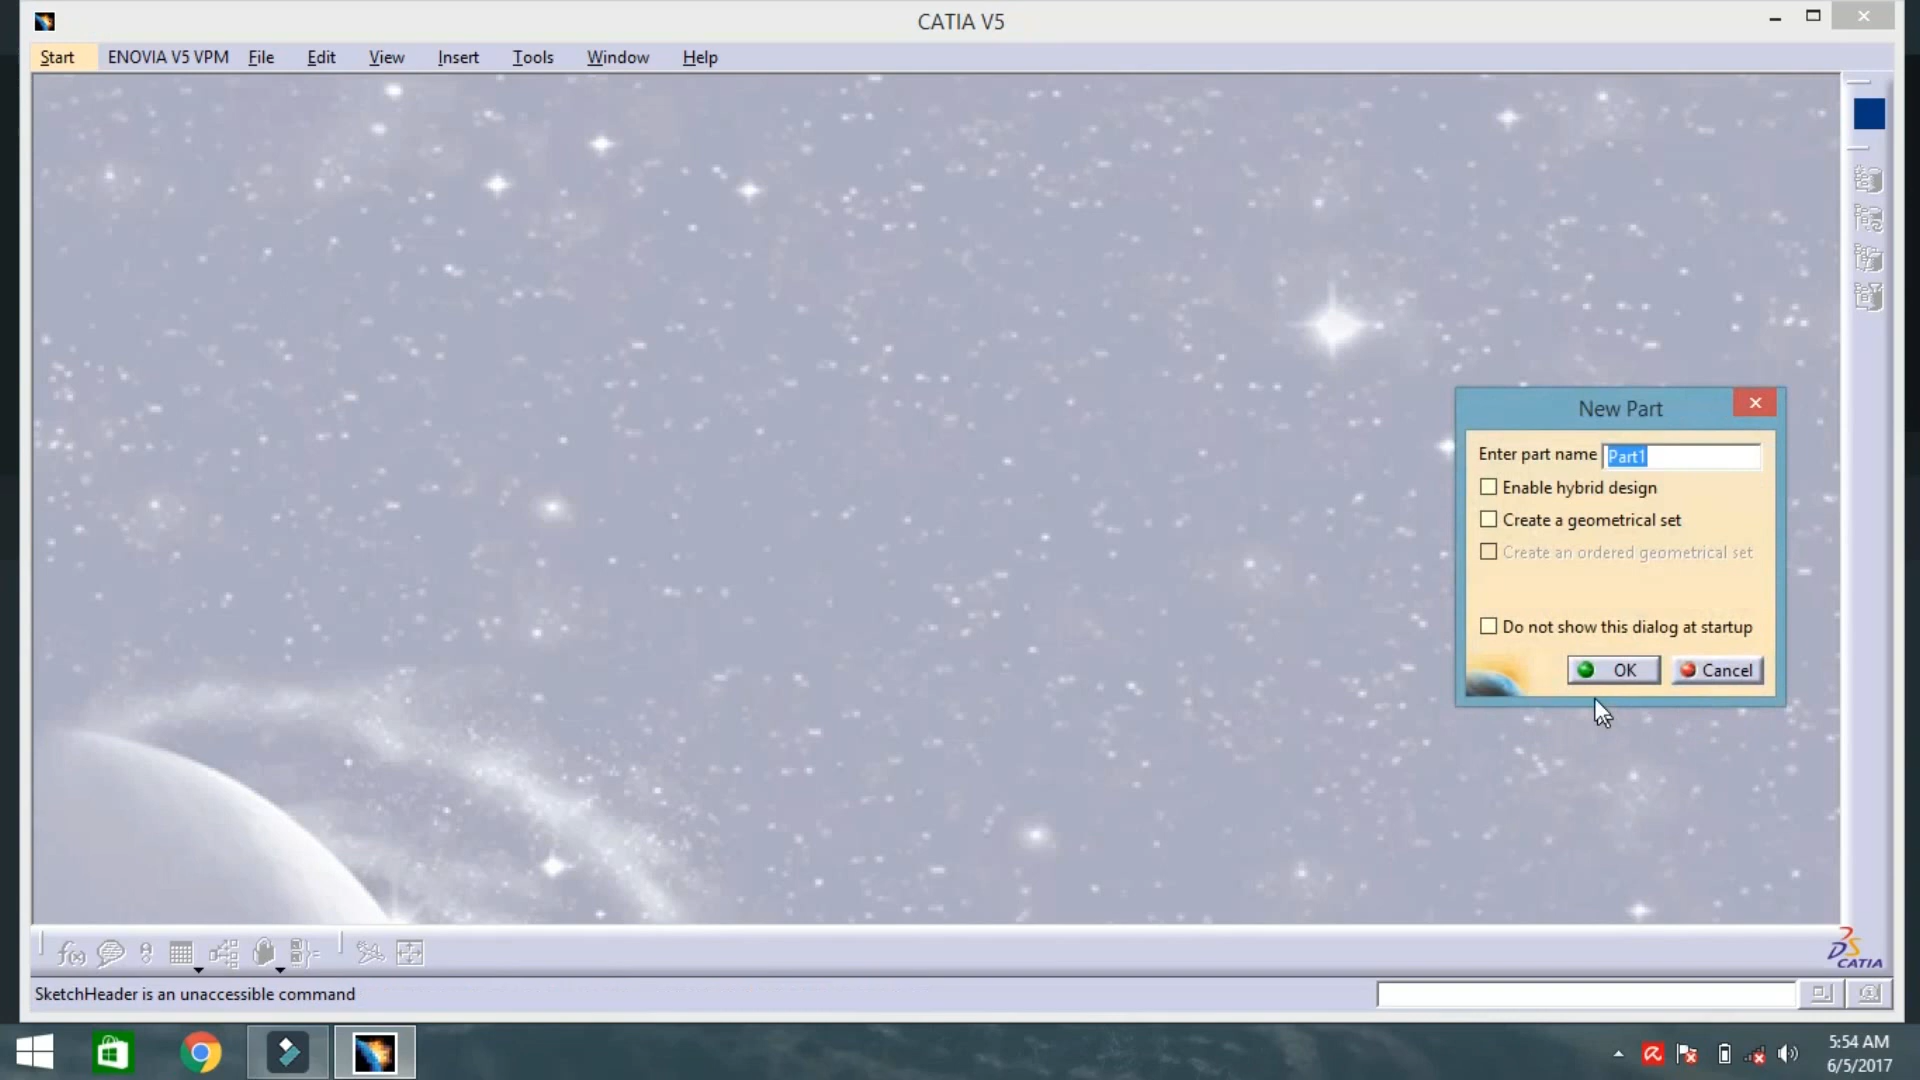 CATIA V5
Start ENOVIA V5 VPM File Edit View Insert Tools Window Help
New Part
Enter part name Part1
Enable hybrid design
Create a geometrical set
Create an ordered geometrical set
Do not show this dialog at startup
OK Cancel
f(x)
DS CATIA
SketchHeader is an unaccessible command
5:54 AM
6/5/2017